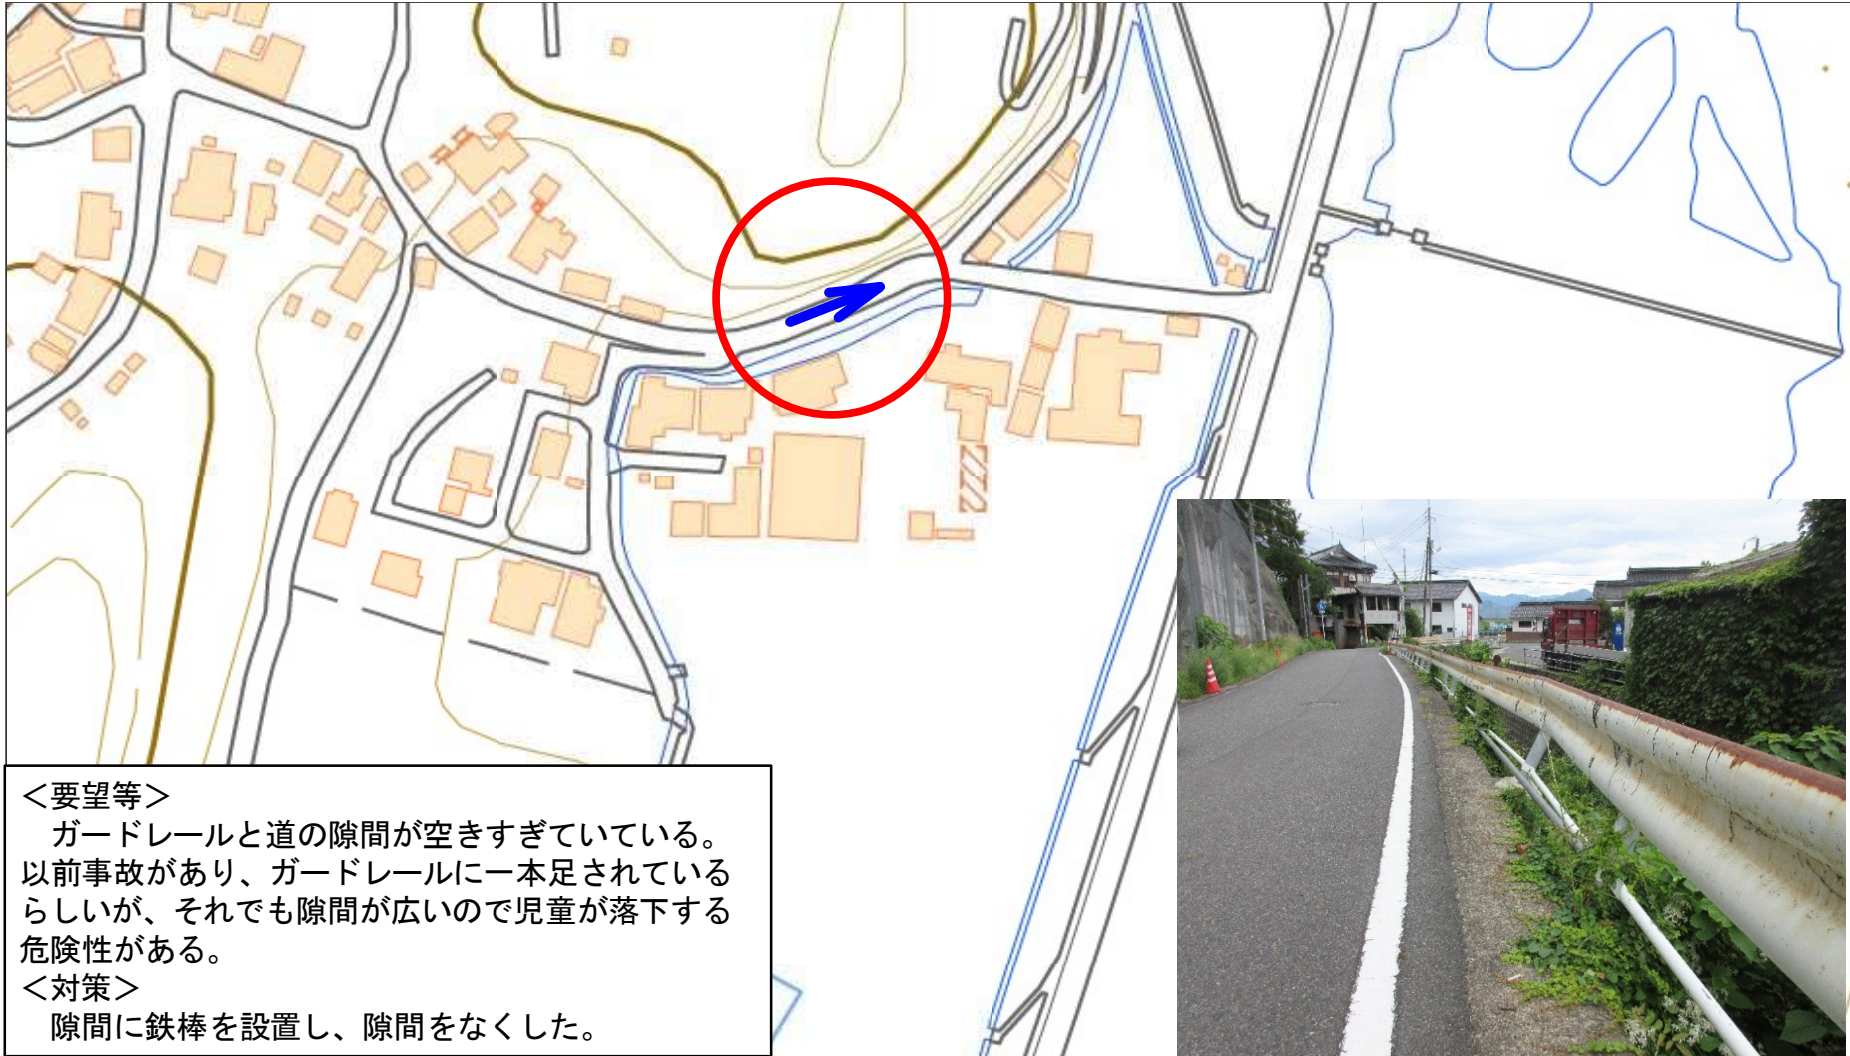 ＜要望等＞
　ガードレールと道の隙間が空きすぎていている。
以前事故があり、ガードレールに一本足されている
らしいが、それでも隙間が広いので児童が落下する
危険性がある。
＜対策＞
　隙間に鉄棒を設置し、隙間をなくした。